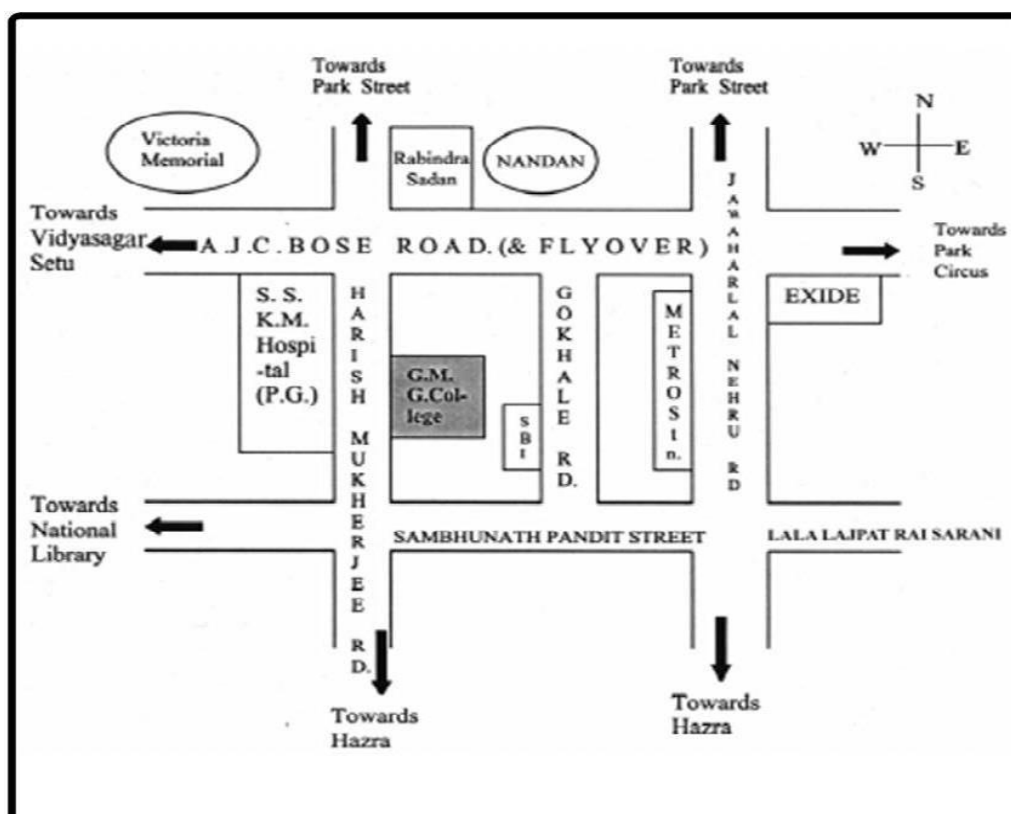 Towards
Park Street
Towards
Park Street
N
W
E
S
Victoria
Memorial
Rabindra
Sadan
NANDAN
Towards
Vidyasagar
Setu
A.J.C.BOSE ROAD.(& FLYOVER)
Towards
Park
Circus
S. S.
K.M.
Hospi
-tal
(P.G.)
HARISH MUKHERJEE RD.
G.M.
G.Col-
lege
SBI
GOKHALE RD.
METROStn.
JAWAHARLAL NEHRU RD
EXIDE
Towards
National
Library
SAMBHUNATH PANDIT STREET
LALA LAJPAT RAI SARANI
Towards
Hazra
Towards
Hazra